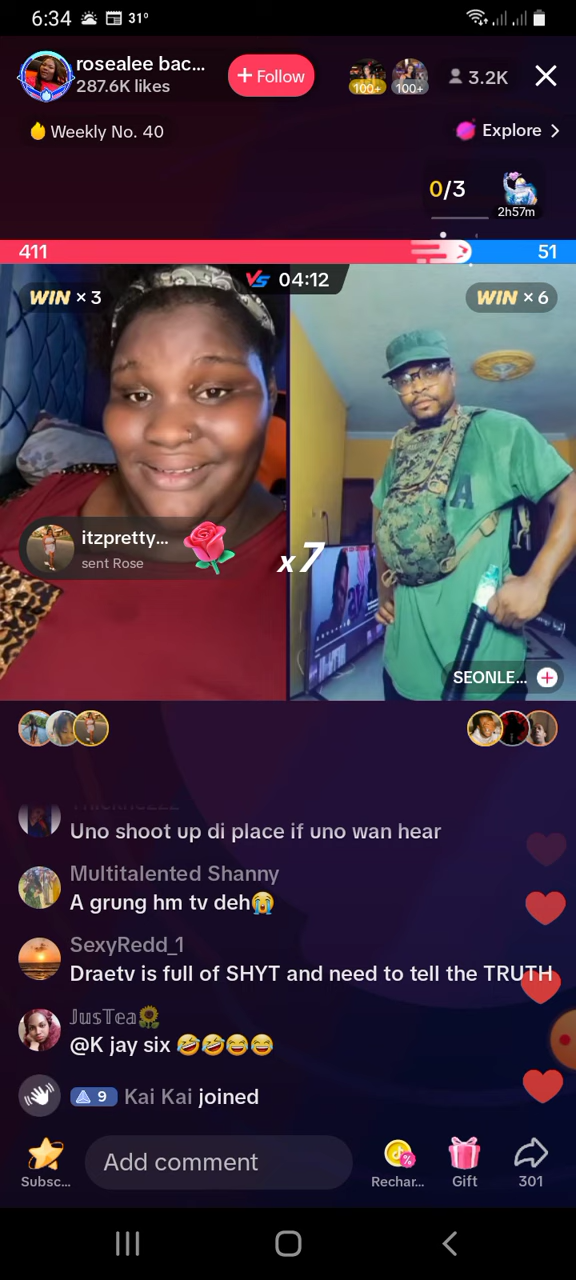 6:34 31°
rosealee bac...
287.6K likes
+ Follow
100+
100+
3.2K
Weekly No. 40
Explore
0/3
2h57m
411
51
VS 04:12
WIN × 3
WIN × 6
A
itzpretty...
sent Rose
x7
SEONLE...
Uno shoot up di place if uno wan hear
Multitalented Shanny
A grung hm tv deh😭
SexyRedd_1
Draetv is full of SHYT and need to tell the TRUTH
𝕁𝕦𝕤𝕋𝕖𝕒🌻
@K jay six 🤣🤣😂😂
9 Kai Kai joined
Add comment
Subsc...
Rechar...
Gift
301